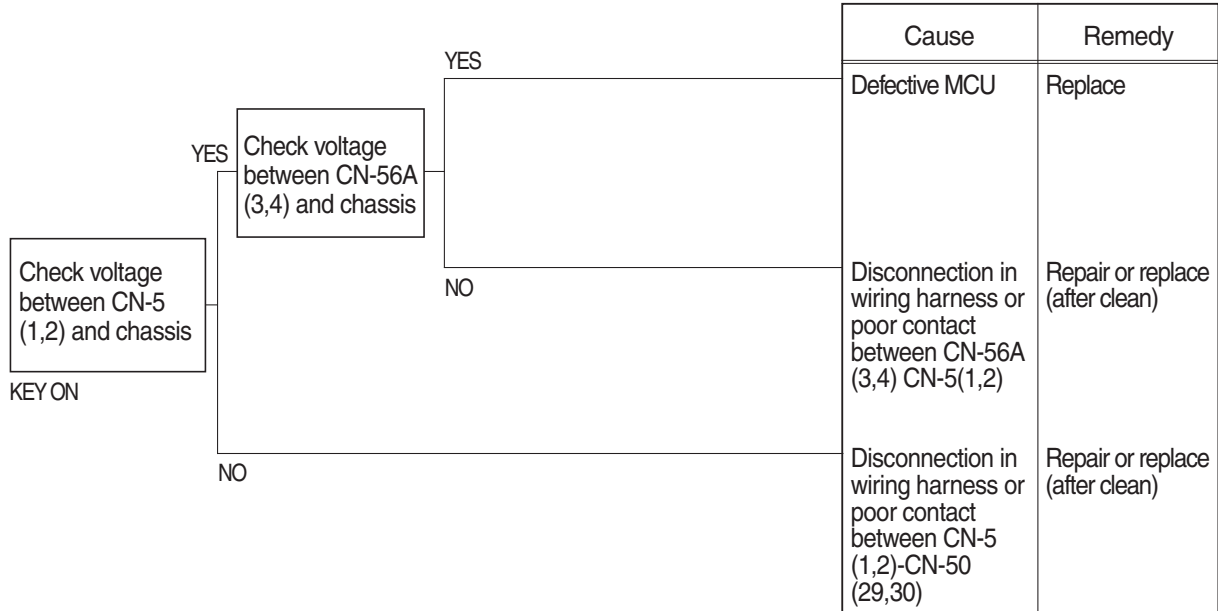 Cause
Remedy
YES
Defective MCU
Replace
YES
Check voltage
between CN-56A
(3,4) and chassis
Check voltage
between CN-5
(1,2) and chassis
KEY ON
NO
Disconnection in
wiring harness or
poor contact
between CN-56A
(3,4) CN-5(1,2)
Repair or replace
(after clean)
NO
Disconnection in
wiring harness or
poor contact
between CN-5
(1,2)-CN-50
(29,30)
Repair or replace
(after clean)